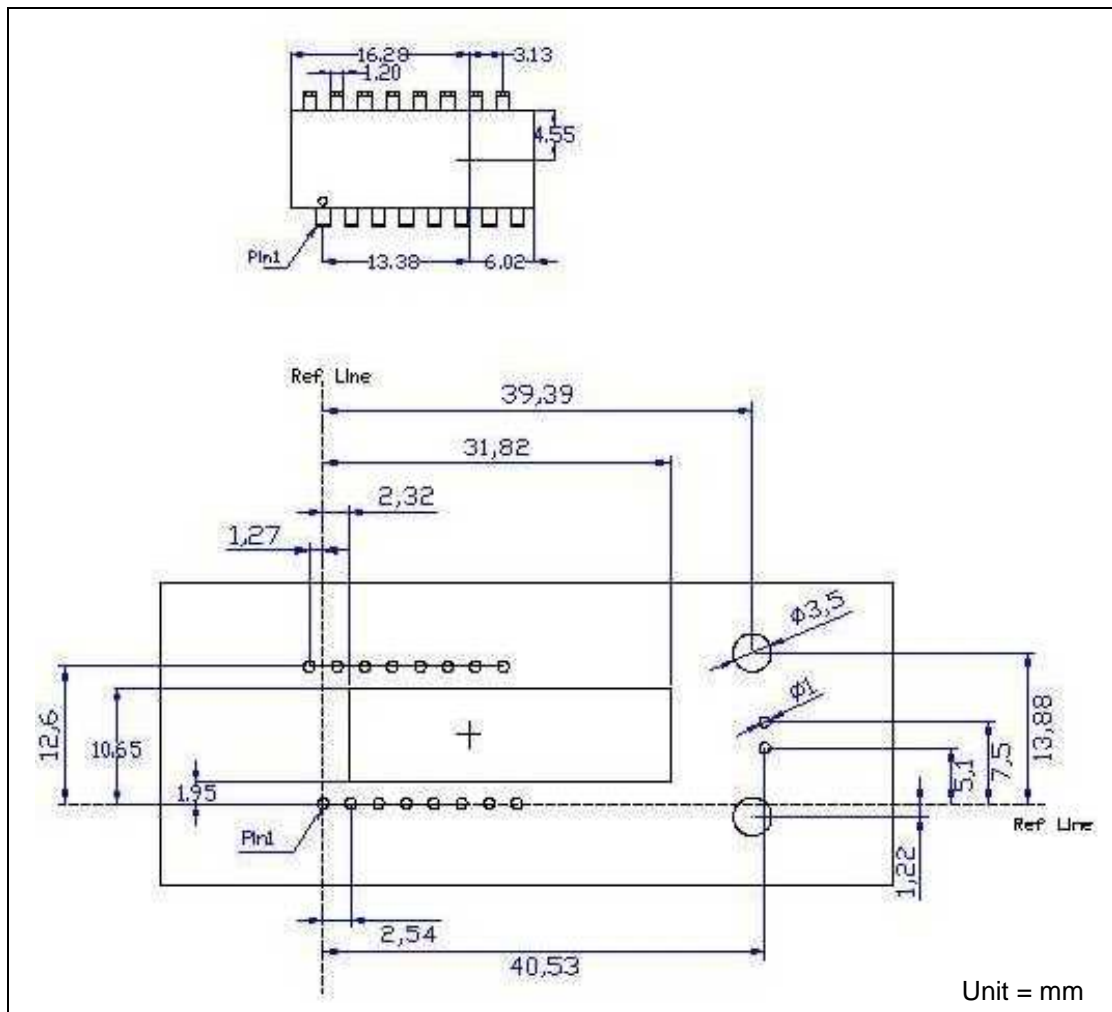 16.28
3.13
1.20
4.55
Pin1
13.38
6.02
Ref Line
39,39
31,82
2,32
1,27
Φ3,5
Φ1
12,6
10,65
1.95
5,1
7,5
13,88
Pin1
Ref Line
1,22
2,54
40,53
Unit = mm